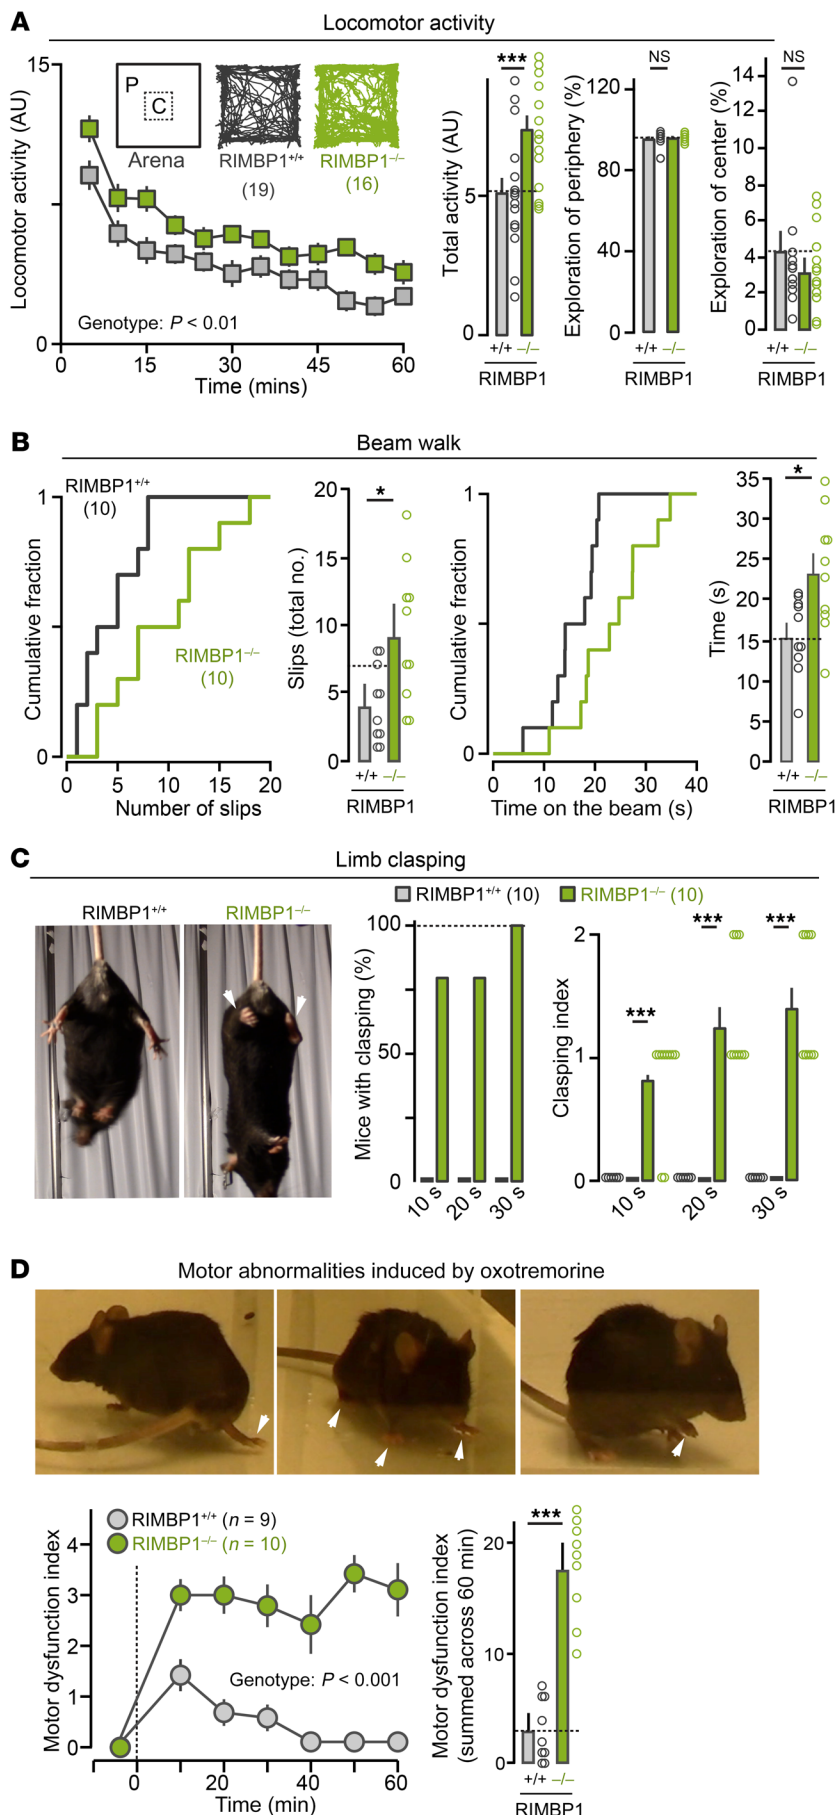 A
Locomotor activity
Locomotor activity (AU)
15
0
P
C
Arena
RIMBP1+/+
(19)
RIMBP1–/–
(16)
Genotype: P < 0.01
0 15 30 45 60
Time (mins)
Total activity (AU)
5
0
***
+/+ –/–
RIMBP1
Exploration of periphery (%)
120
80
40
0
NS
+/+ –/–
RIMBP1
Exploration of center (%)
14
12
10
8
6
4
2
0
NS
+/+ –/–
RIMBP1
B
Beam walk
Cumulative fraction
1
0
RIMBP1+/+
(10)
RIMBP1–/–
(10)
0 5 10 15 20
Number of slips
Slips (total no.)
20
15
10
5
0
*
+/+ –/–
RIMBP1
Cumulative fraction
1
0
0 10 20 30 40
Time on the beam (s)
Time (s)
35
30
25
20
15
10
5
0
*
+/+ –/–
RIMBP1
C
Limb clasping
RIMBP1+/+
RIMBP1–/–
RIMBP1+/+ (10)
RIMBP1–/– (10)
Mice with clasping (%)
100
50
0
10 s
20 s
30 s
Clasping index
2
1
0
***
***
***
10 s
20 s
30 s
D
Motor abnormalities induced by oxotremorine
Motor dysfunction index
4
3
2
1
0
RIMBP1+/+ (n = 9)
RIMBP1–/– (n = 10)
Genotype: P < 0.001
0 20 40 60
Time (min)
Motor dysfunction index
(summed across 60 min)
20
10
0
***
+/+ –/–
RIMBP1